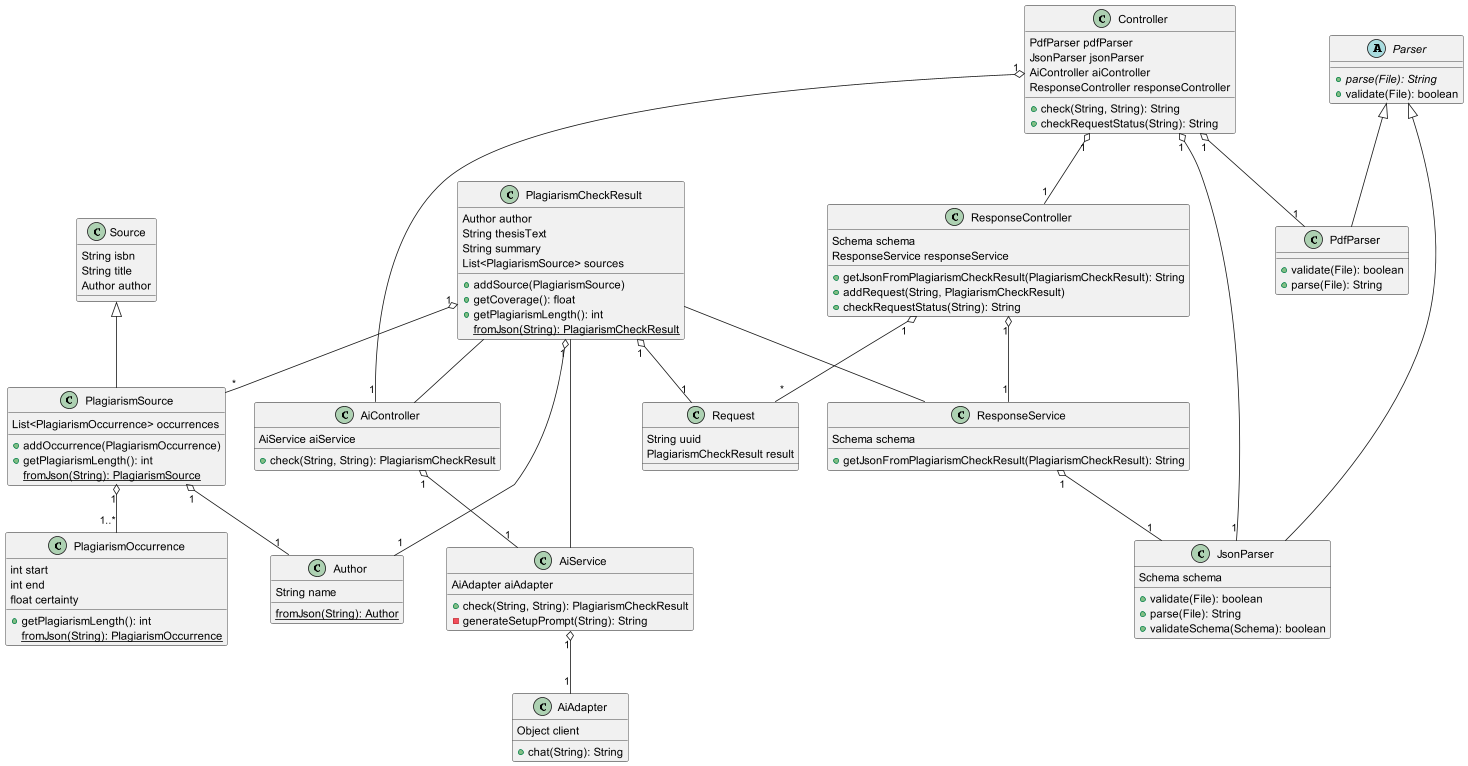 C Controller
PdfParser pdfParser
JsonParser jsonParser
AiController aiController
ResponseController responseController
check(String, String): String
checkRequestStatus(String): String
A Parser
parse(File): String
validate(File): boolean
1
1
1
1
C PlagiarismCheckResult
Author author
String thesisText
String summary
List<PlagiarismSource> sources
addSource(PlagiarismSource)
getCoverage(): float
getPlagiarismLength(): int
fromJson(String): PlagiarismCheckResult
1
1
1
C ResponseController
Schema schema
ResponseService responseService
getJsonFromPlagiarismCheckResult(PlagiarismCheckResult): String
addRequest(String, PlagiarismCheckResult)
checkRequestStatus(String): String
1
1
1
C PdfParser
validate(File): boolean
parse(File): String
1
C Source
String isbn
String title
Author author
*
1
1
*
1
C PlagiarismSource
List<PlagiarismOccurrence> occurrences
addOccurrence(PlagiarismOccurrence)
getPlagiarismLength(): int
fromJson(String): PlagiarismSource
1
1
C AiController
AiService aiService
check(String, String): PlagiarismCheckResult
1
C Request
String uuid
PlagiarismCheckResult result
C ResponseService
Schema schema
getJsonFromPlagiarismCheckResult(PlagiarismCheckResult): String
1
1..*
1
1
1
1
1
C PlagiarismOccurrence
int start
int end
float certainty
getPlagiarismLength(): int
fromJson(String): PlagiarismOccurrence
C Author
String name
fromJson(String): Author
C AiService
AiAdapter aiAdapter
check(String, String): PlagiarismCheckResult
generateSetupPrompt(String): String
1
C JsonParser
Schema schema
validate(File): boolean
parse(File): String
validateSchema(Schema): boolean
1
C AiAdapter
Object client
chat(String): String